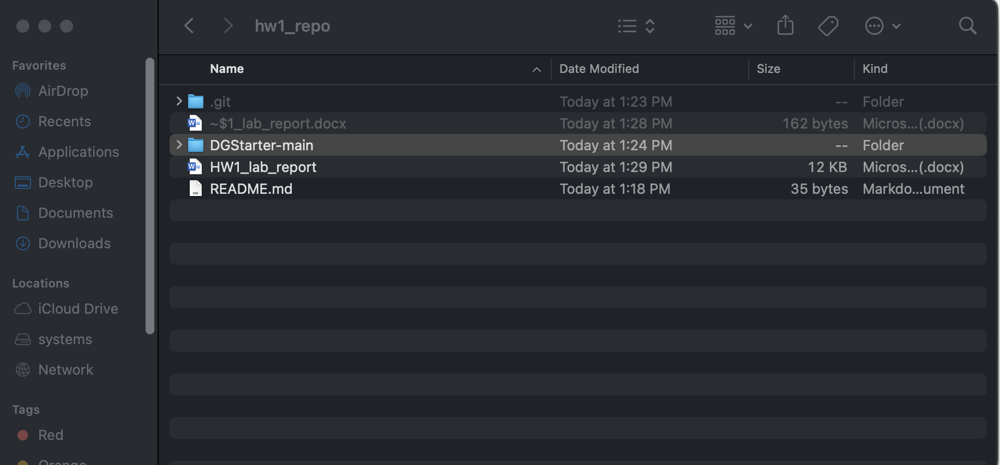 hw1_repo
Favorites
AirDrop
Recents
Applications
Desktop
Documents
Downloads
Locations
iCloud Drive
systems
Network
Tags
Red
Orange
Name Date Modified Size Kind
.git Today at 1:23 PM -- Folder
~$1_lab_report.docx Today at 1:28 PM 162 bytes Micros...(.docx)
DGStarter-main Today at 1:24 PM -- Folder
HW1_lab_report Today at 1:29 PM 12 KB Micros...(.docx)
README.md Today at 1:18 PM 35 bytes Markdo...ument